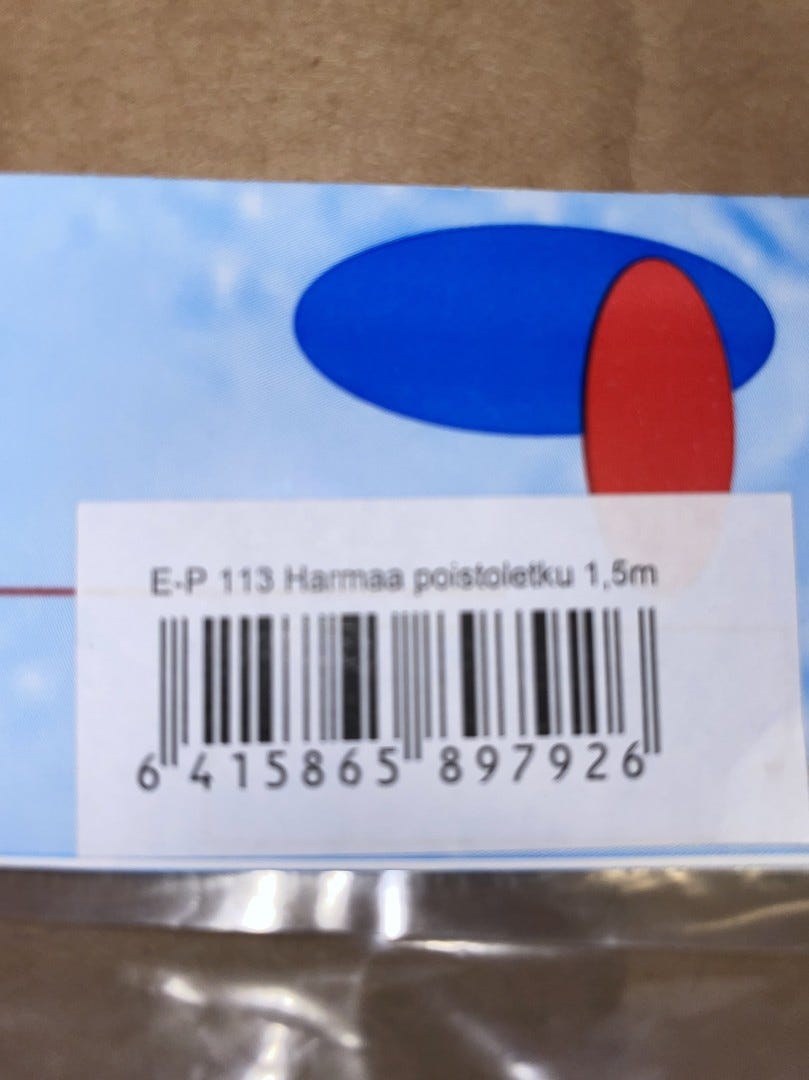 E-P 113 Harmaa poistoletku 1,5m
6 415865 897926